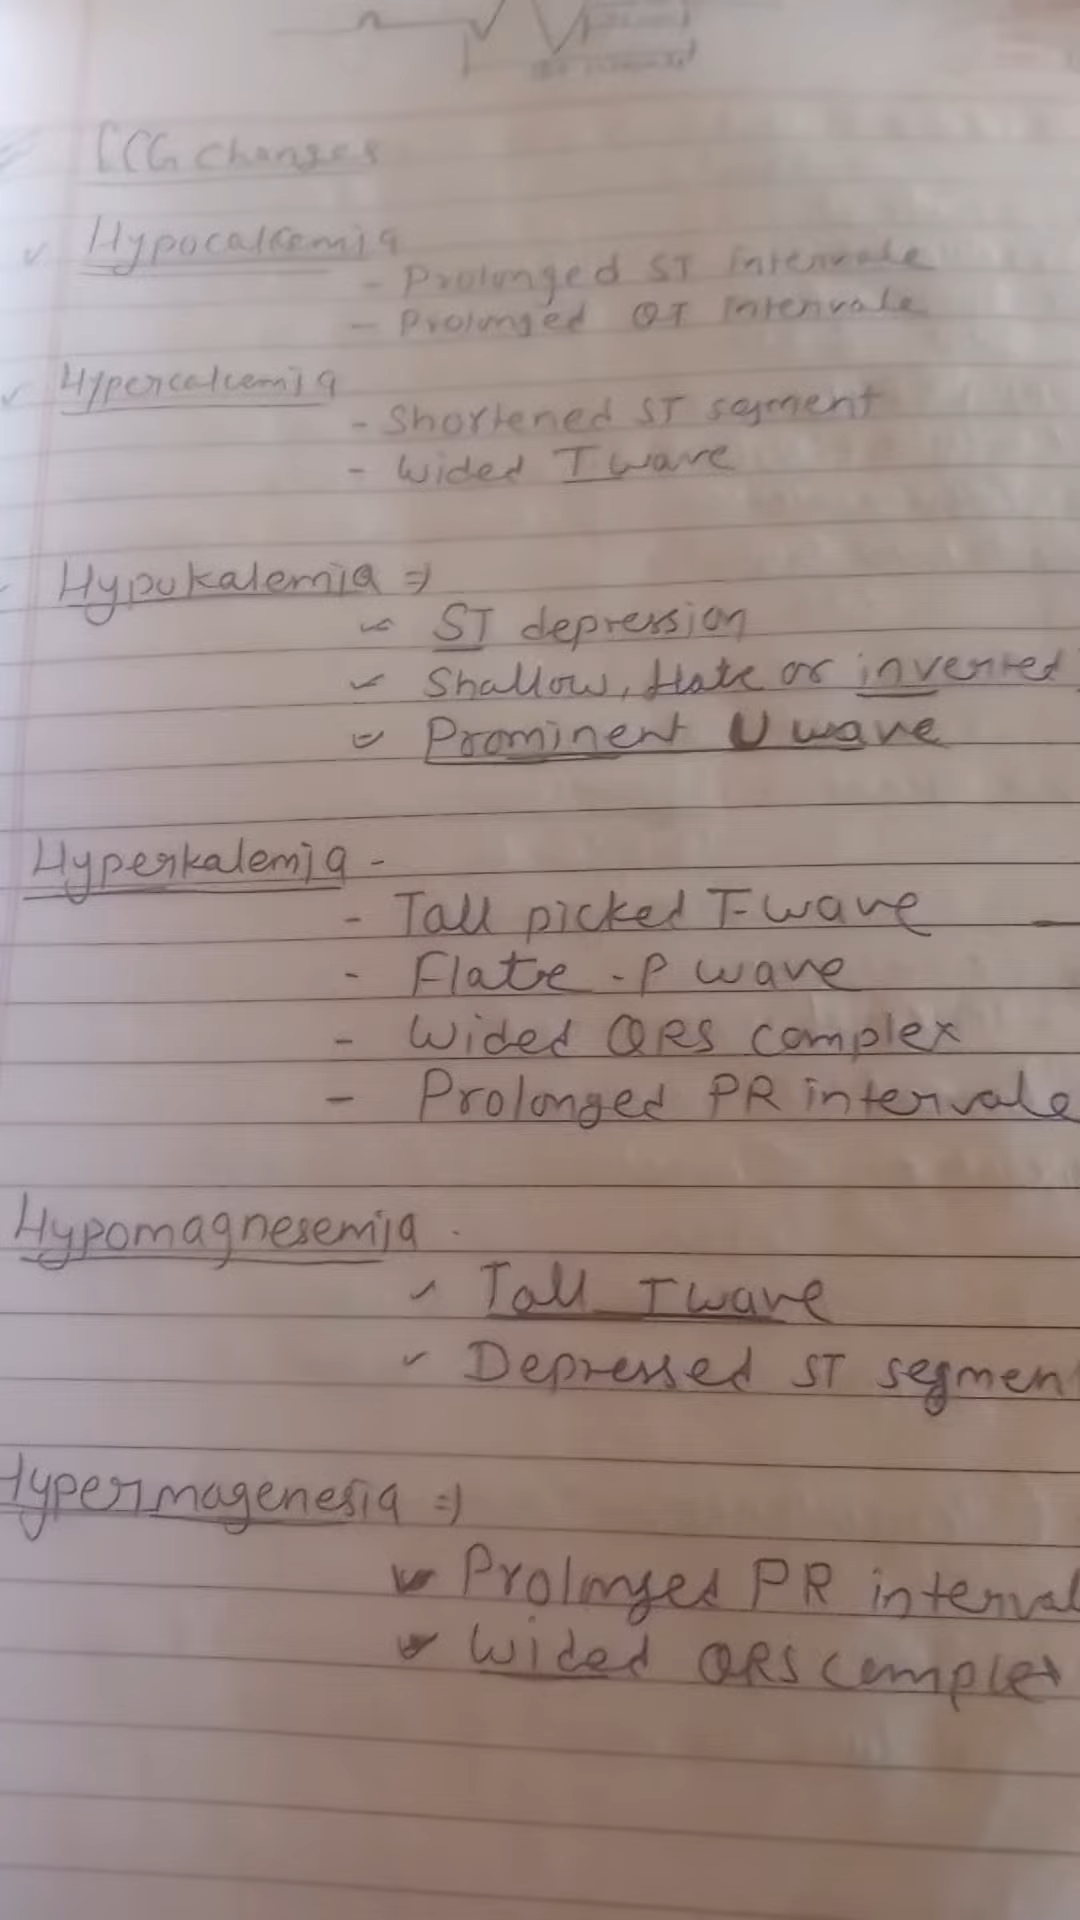 ECG changes
Hypocalcemia
- Prolonged ST intervale
- Prolonged QT intervale
Hypercalcemia
- Shortened ST segment
- Wided T wave
Hypokalemia ⇒
ST depression
Shallow, flate or inverted
Prominent U wave
Hyperkalemia -
- Tall picked T-wave
- Flate - P wave
- Wided QRS complex
- Prolonged PR intervale
Hypomagnesemia
Tall T wave
Depressed ST segmen
Hypermagenesia ⇒
Prolonged PR interval
Wided QRS complex